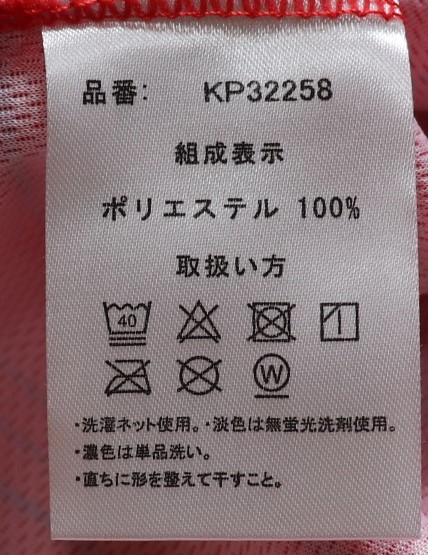 品番: KP32258
組成表示
ポリエステル 100%
取扱い方
40
W
・洗濯ネット使用。・淡色は無蛍光洗剤使用。
・濃色は単品洗い。
・直ちに形を整えて干すこと。